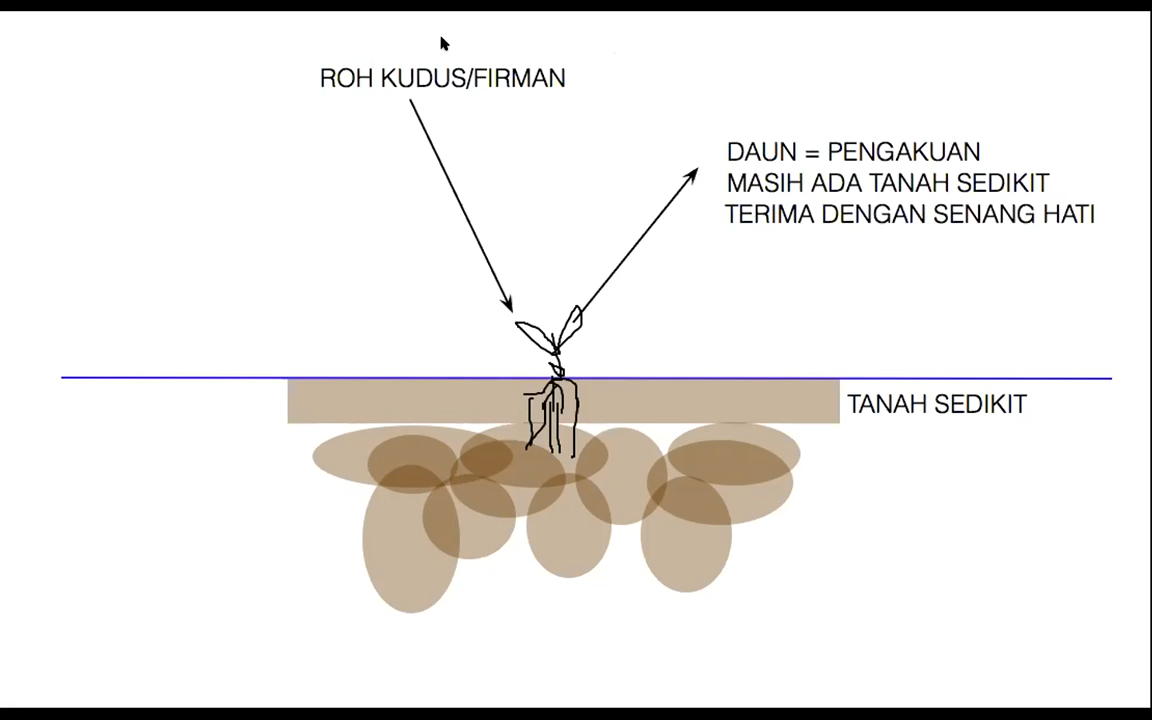 ROH KUDUS/FIRMAN
DAUN = PENGAKUAN
MASIH ADA TANAH SEDIKIT
TERIMA DENGAN SENANG HATI
TANAH SEDIKIT